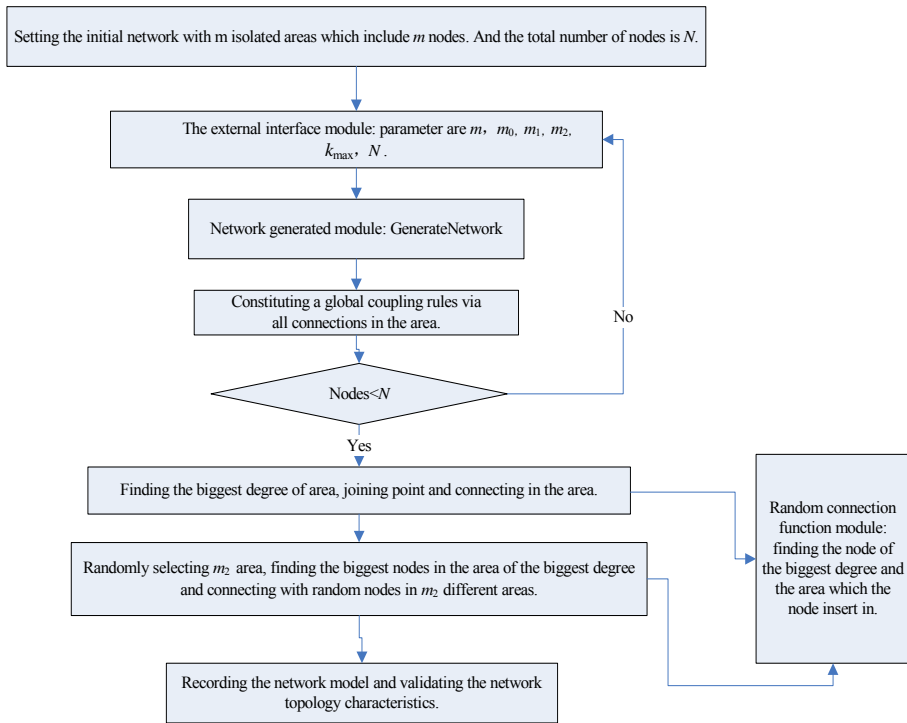 Setting the initial network with m isolated areas which include m nodes. And the total number of nodes is N.
The external interface module: parameter are m，m₀, m₁, m₂,
kmax，N .
Network generated module: GenerateNetwork
Constituting a global coupling rules via
all connections in the area.
No
Nodes<N
Yes
Finding the biggest degree of area, joining point and connecting in the area.
Randomly selecting m₂ area, finding the biggest nodes in the area of the biggest degree
and connecting with random nodes in m₂ different areas.
Random connection
function module:
finding the node of
the biggest degree and
the area which the
node insert in.
Recording the network model and validating the network
topology characteristics.